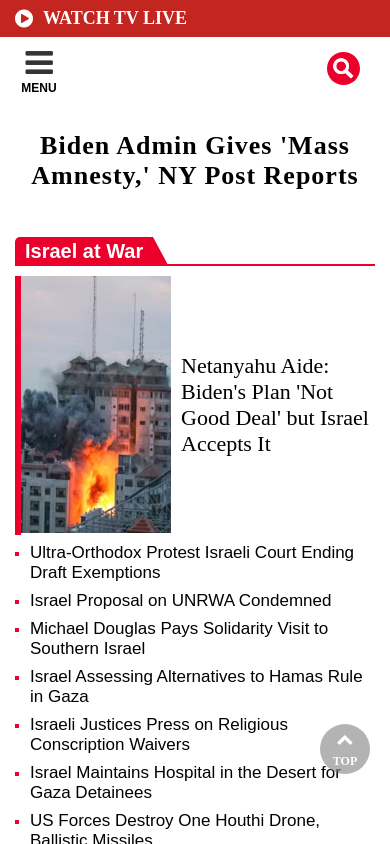 WATCH TV LIVE
MENU
Biden Admin Gives 'Mass
Amnesty,' NY Post Reports
Israel at War
Netanyahu Aide:
Biden's Plan 'Not
Good Deal' but Israel
Accepts It
Ultra-Orthodox Protest Israeli Court Ending
Draft Exemptions
Israel Proposal on UNRWA Condemned
Michael Douglas Pays Solidarity Visit to
Southern Israel
Israel Assessing Alternatives to Hamas Rule
in Gaza
Israeli Justices Press on Religious
Conscription Waivers
Israel Maintains Hospital in the Desert for
Gaza Detainees
TOP
US Forces Destroy One Houthi Drone,
Ballistic Missiles